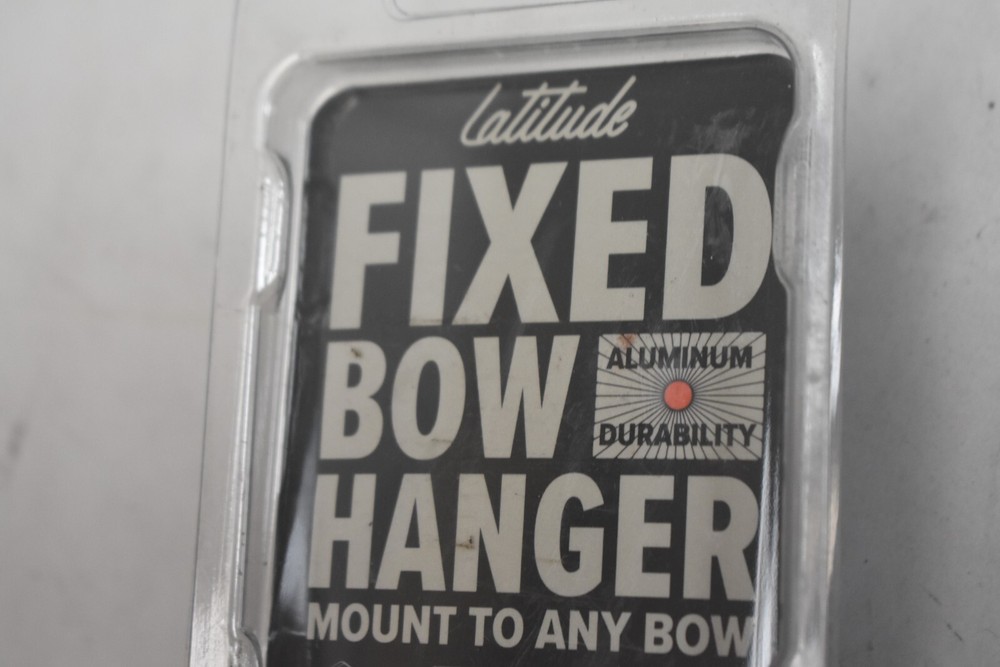 Latitude
FIXED
BOW
ALUMINUM
DURABILITY
HANGER
MOUNT TO ANY BOW